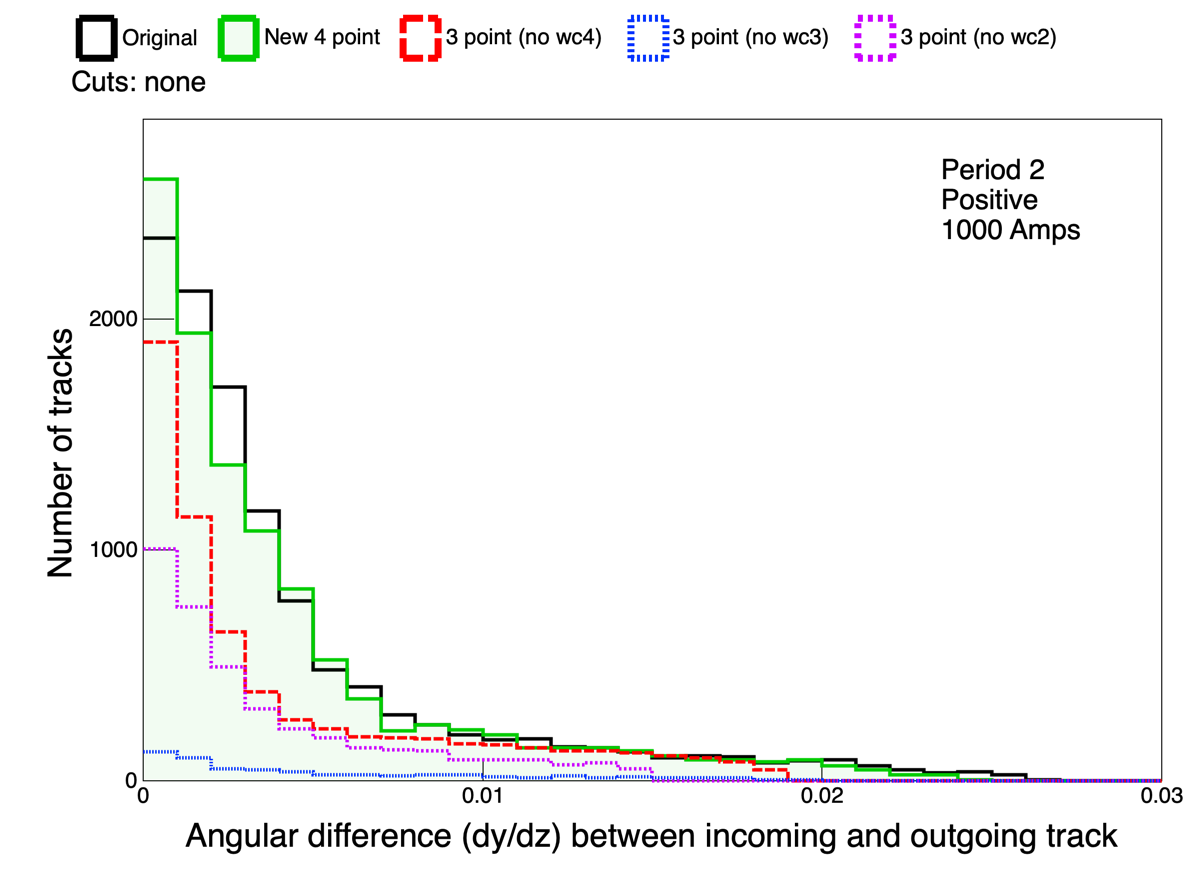 Original New 4 point 3 point (no wc4) 3 point (no wc3) 3 point (no wc2)
Cuts: none
Period 2
Positive
1000 Amps
Number of tracks
2000
1000
0
0 0.01 0.02 0.03
Angular difference (dy/dz) between incoming and outgoing track